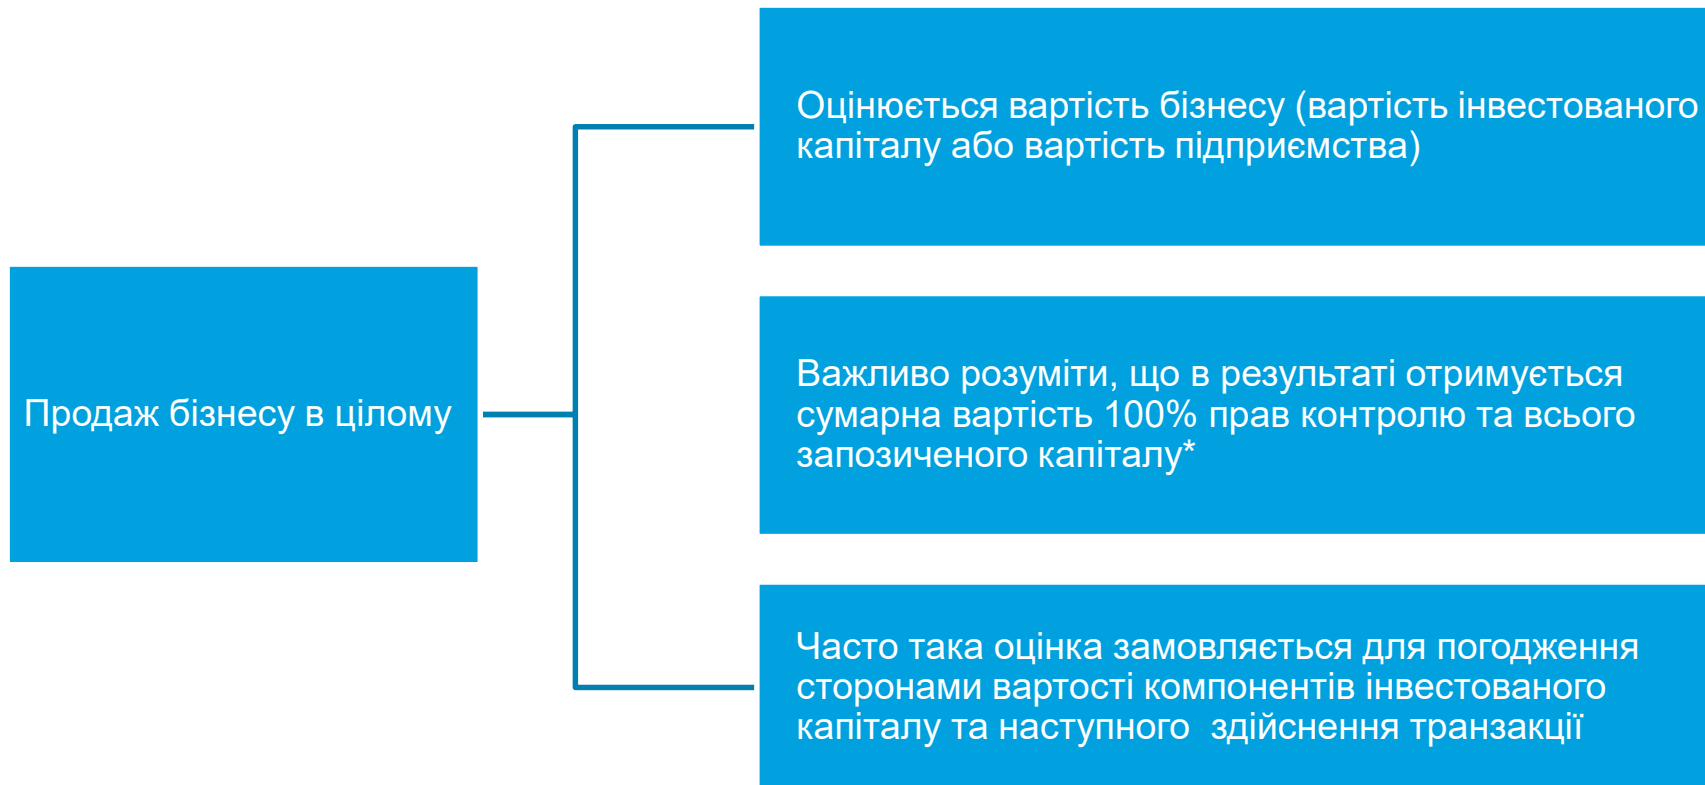 Оцінюється вартість бізнесу (вартість інвестованого
капіталу або вартість підприємства)
Продаж бізнесу в цілому
Важливо розуміти, що в результаті отримується
сумарна вартість 100% прав контролю та всього
запозиченого капіталу*
Часто така оцінка замовляється для погодження
сторонами вартості компонентів інвестованого
капіталу та наступного  здійснення транзакції